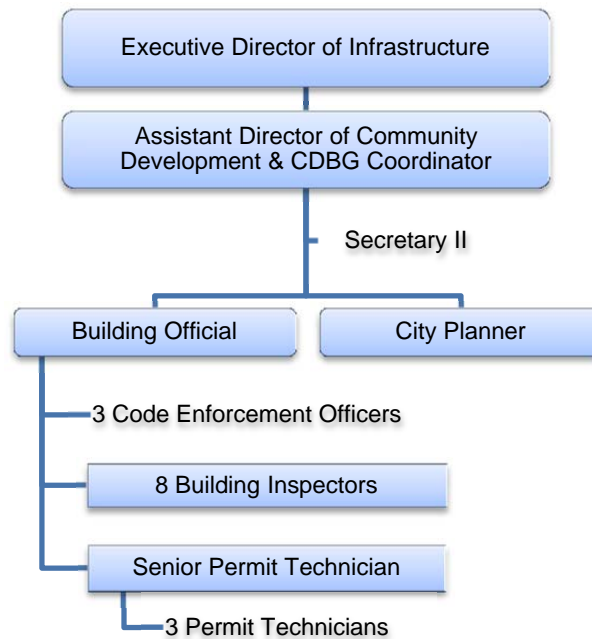 Executive Director of Infrastructure
Assistant Director of Community
Development & CDBG Coordinator
Secretary II
Building Official
City Planner
3 Code Enforcement Officers
8 Building Inspectors
Senior Permit Technician
3 Permit Technicians